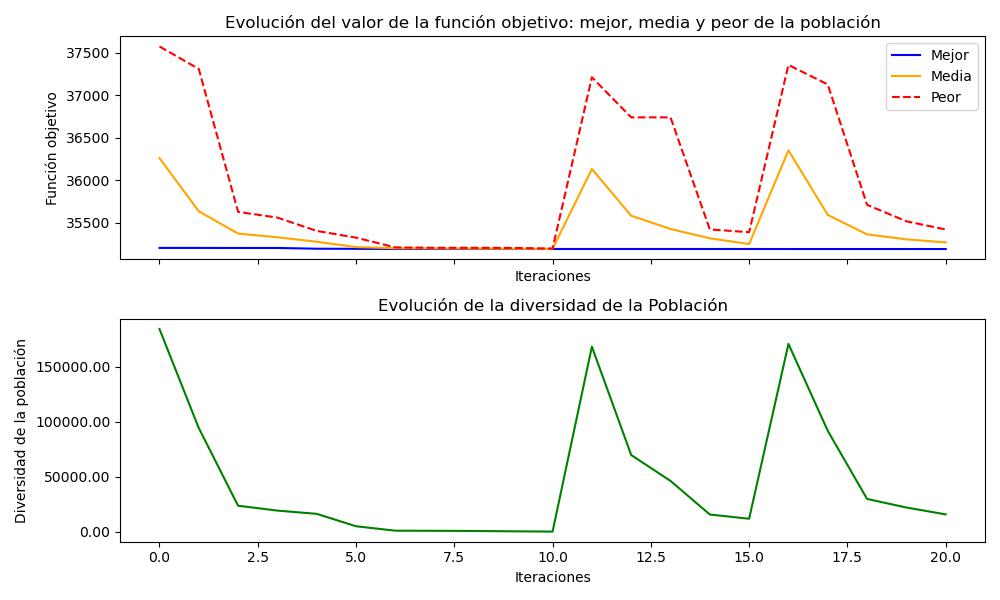 Evolución del valor de la función objetivo: mejor, media y peor de la población
37500
37000
36500
36000
35500
Función objetivo
Mejor
Media
Peor
Iteraciones
Evolución de la diversidad de la Población
150000.00
100000.00
50000.00
0.00
Diversidad de la población
0.0 2.5 5.0 7.5 10.0 12.5 15.0 17.5 20.0
Iteraciones